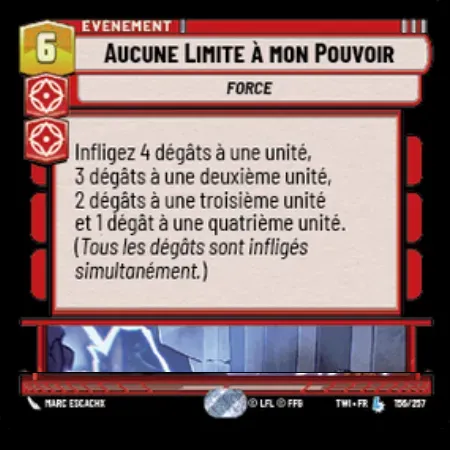 EVENEMENT
6
AUCUNE LIMITE À MON POUVOIR
FORCE
Infligez 4 dégâts à une unité,
3 dégâts à une deuxième unité,
2 dégâts à une troisième unité
et 1 dégât à une quatrième unité.
(Tous les dégâts sont infligés
simultanément.)
MARC ESCACHX © LFL © FFG TWI • FR 156/257